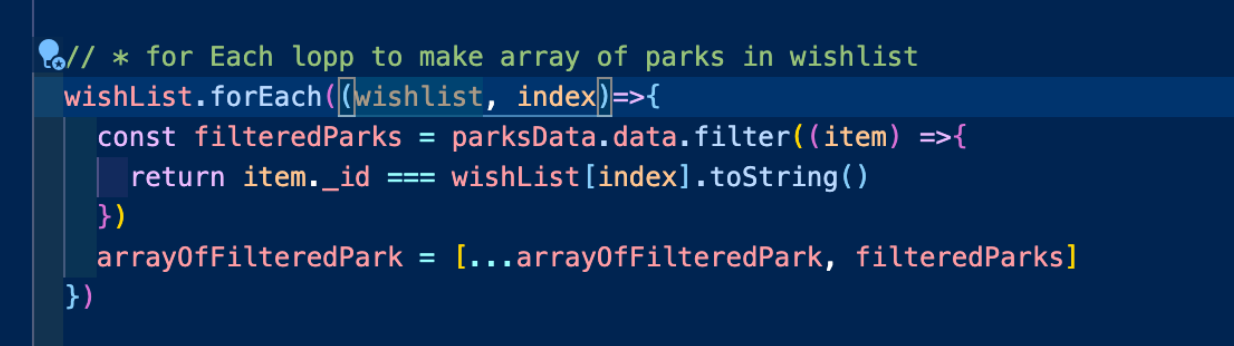 // * for Each lopp to make array of parks in wishlist
wishList.forEach((wishlist, index)=>{
const filteredParks = parksData.data.filter((item) =>{
return item._id === wishList[index].toString()
})
arrayOfFilteredPark = [...arrayOfFilteredPark, filteredParks]
})